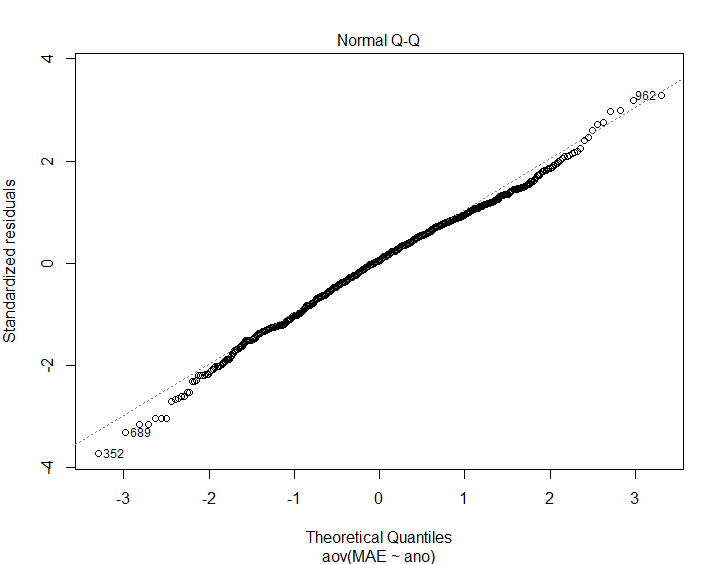 Normal Q-Q
4
2
0
-2
-4
Standardized residuals
962
689
352
-3 -2 -1 0 1 2 3
Theoretical Quantiles
aov(MAE ~ ano)